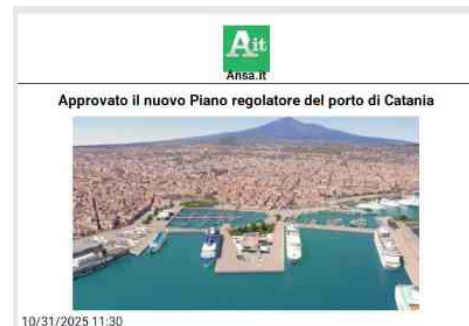 Ait
Ansa.it
Approvato il nuovo Piano regolatore del porto di Catania
10/31/2025 11:30